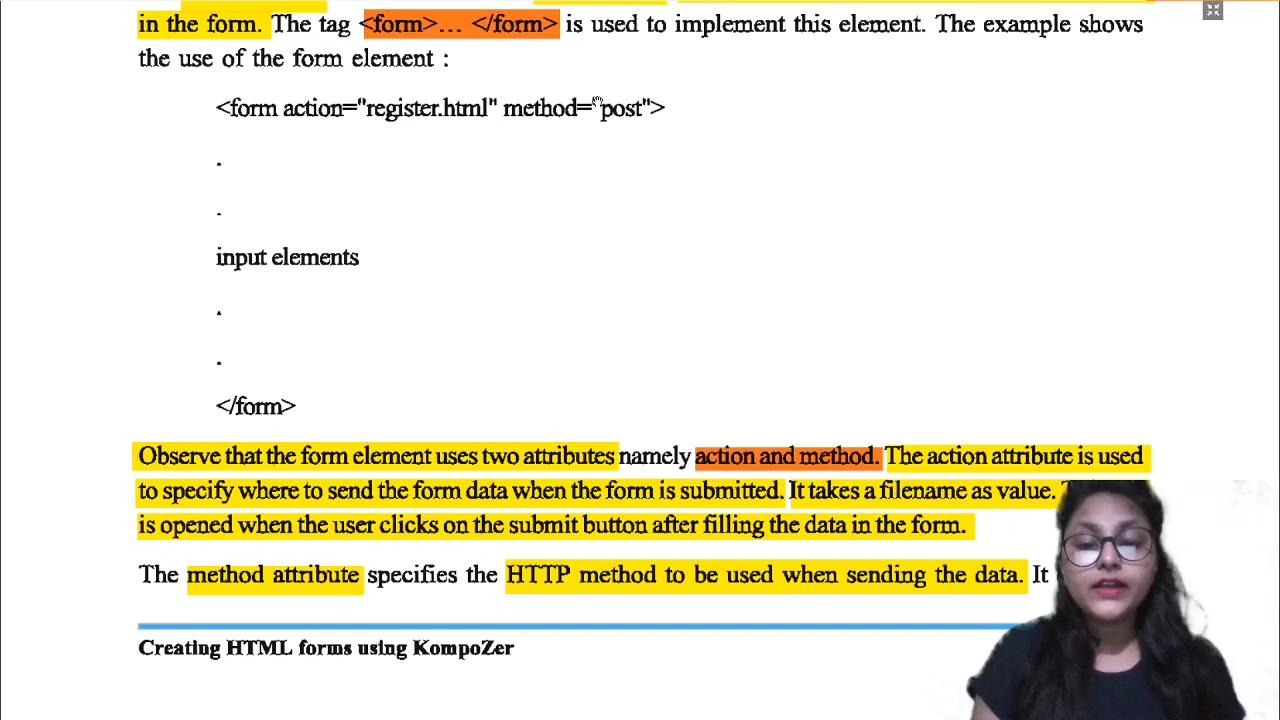 in the form. The tag <form>... </form> is used to implement this element. The example shows
the use of the form element :
<form action="register.html" method="post">
.
.
input elements
.
.
</form>
Observe that the form element uses two attributes namely action and method. The action attribute is used
to specify where to send the form data when the form is submitted. It takes a filename as value.
is opened when the user clicks on the submit button after filling the data in the form.
The method attribute specifies the HTTP method to be used when sending the data. It
Creating HTML forms using KompoZer